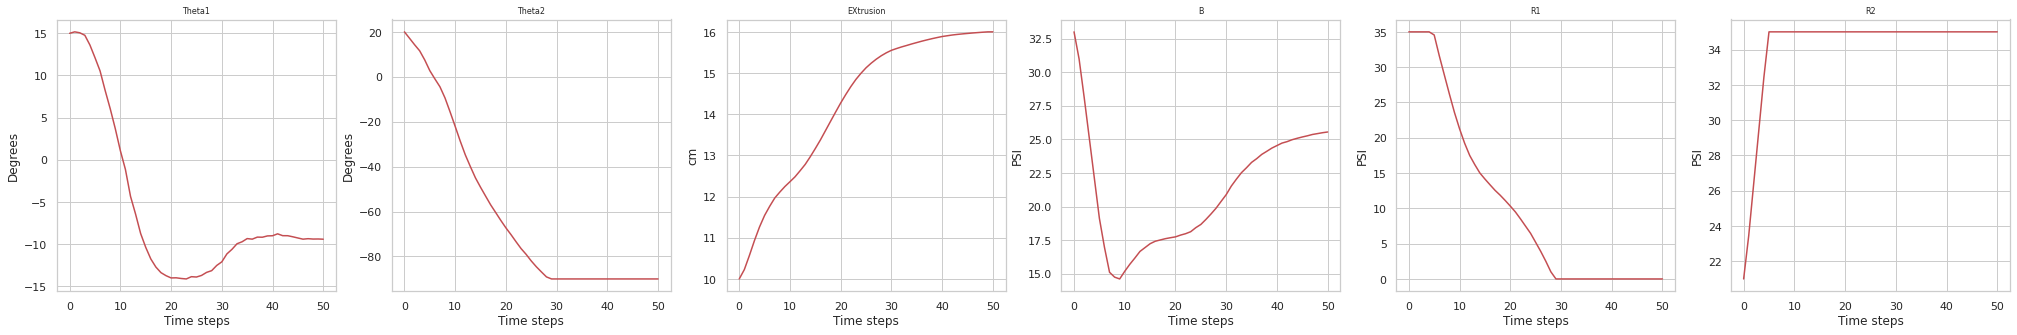 Theta1
15
10
5
0
−5
−10
−15
Degrees
0 10 20 30 40 50
Time steps
Theta2
20
0
−20
−40
−60
−80
Degrees
0 10 20 30 40 50
Time steps
EXtrusion
16
15
14
13
12
11
10
cm
0 10 20 30 40 50
Time steps
B
32.5
30.0
27.5
25.0
22.5
20.0
17.5
15.0
PSI
0 10 20 30 40 50
Time steps
R1
35
30
25
20
15
10
5
0
PSI
0 10 20 30 40 50
Time steps
R2
34
32
30
28
26
24
22
PSI
0 10 20 30 40 50
Time steps